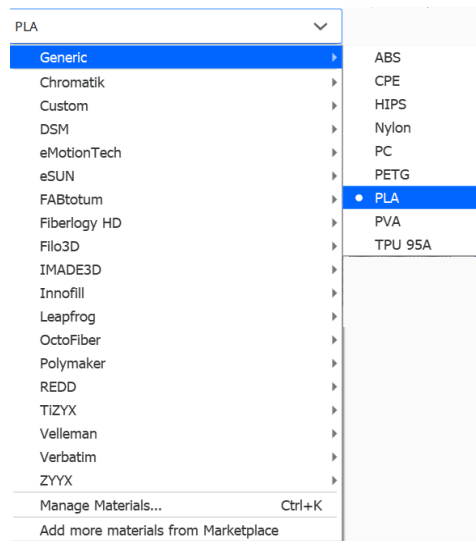 PLA
Generic
Chromatik
Custom
DSM
eMotionTech
eSUN
FABtotum
Fiberlogy HD
Filo3D
IMADE3D
Innofill
Leapfrog
OctoFiber
Polymaker
REDD
TiZYX
Velleman
Verbatim
ZYYX
Manage Materials... Ctrl+K
Add more materials from Marketplace
ABS
CPE
HIPS
Nylon
PC
PETG
PLA
PVA
TPU 95A